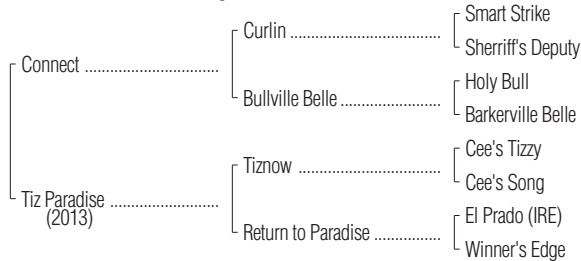 Smart Strike
Curlin
Sherriff's Deputy
Connect
Holy Bull
Bullville Belle
Barkerville Belle
Cee's Tizzy
Tiznow
Cee's Song
Tiz Paradise
(2013)
El Prado (IRE)
Return to Paradise
Winner's Edge